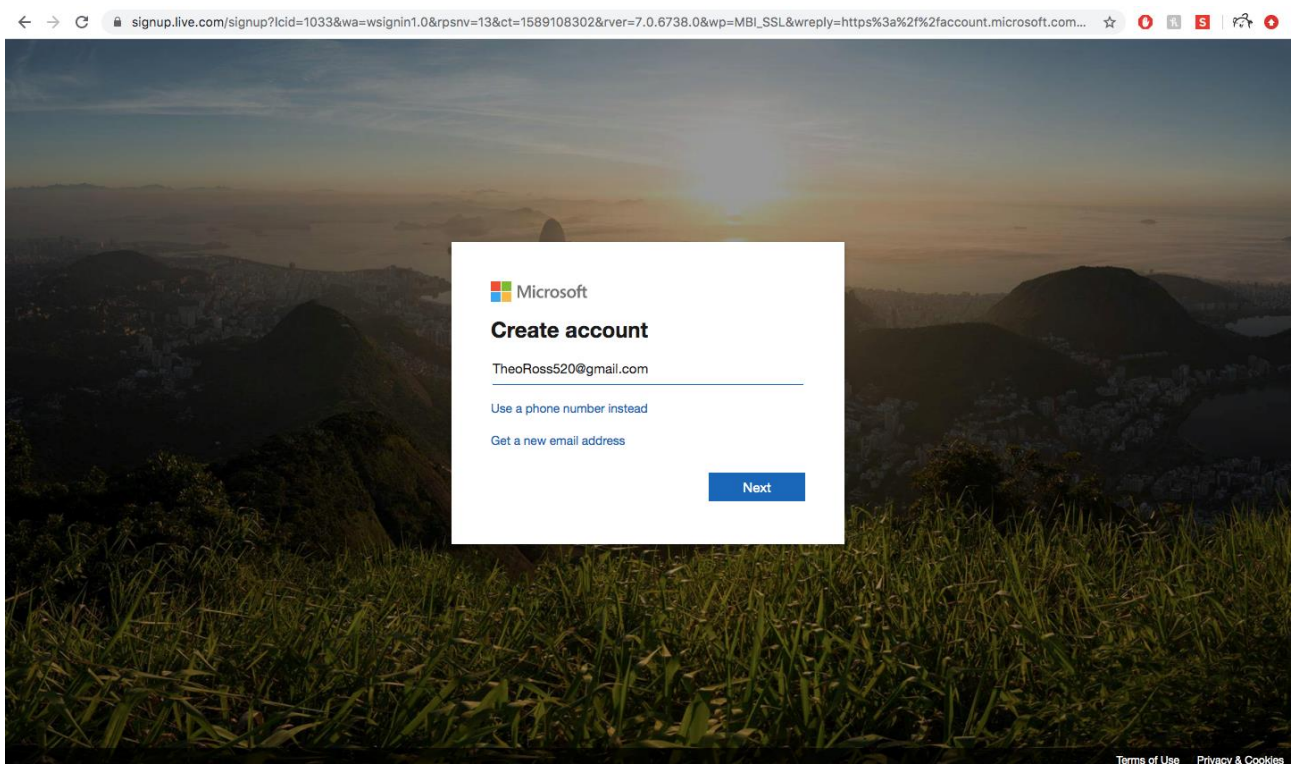 signup.live.com/signup?lcid=1033&wa=wsignin1.0&rpsnv=13&ct=1589108302&rver=7.0.6738.0&wp=MBI_SSL&wreply=https%3a%2f%2faccount.microsoft.com...
Microsoft
Create account
TheoRoss520@gmail.com
Use a phone number instead
Get a new email address
Next
Terms of Use Privacy & Cookies